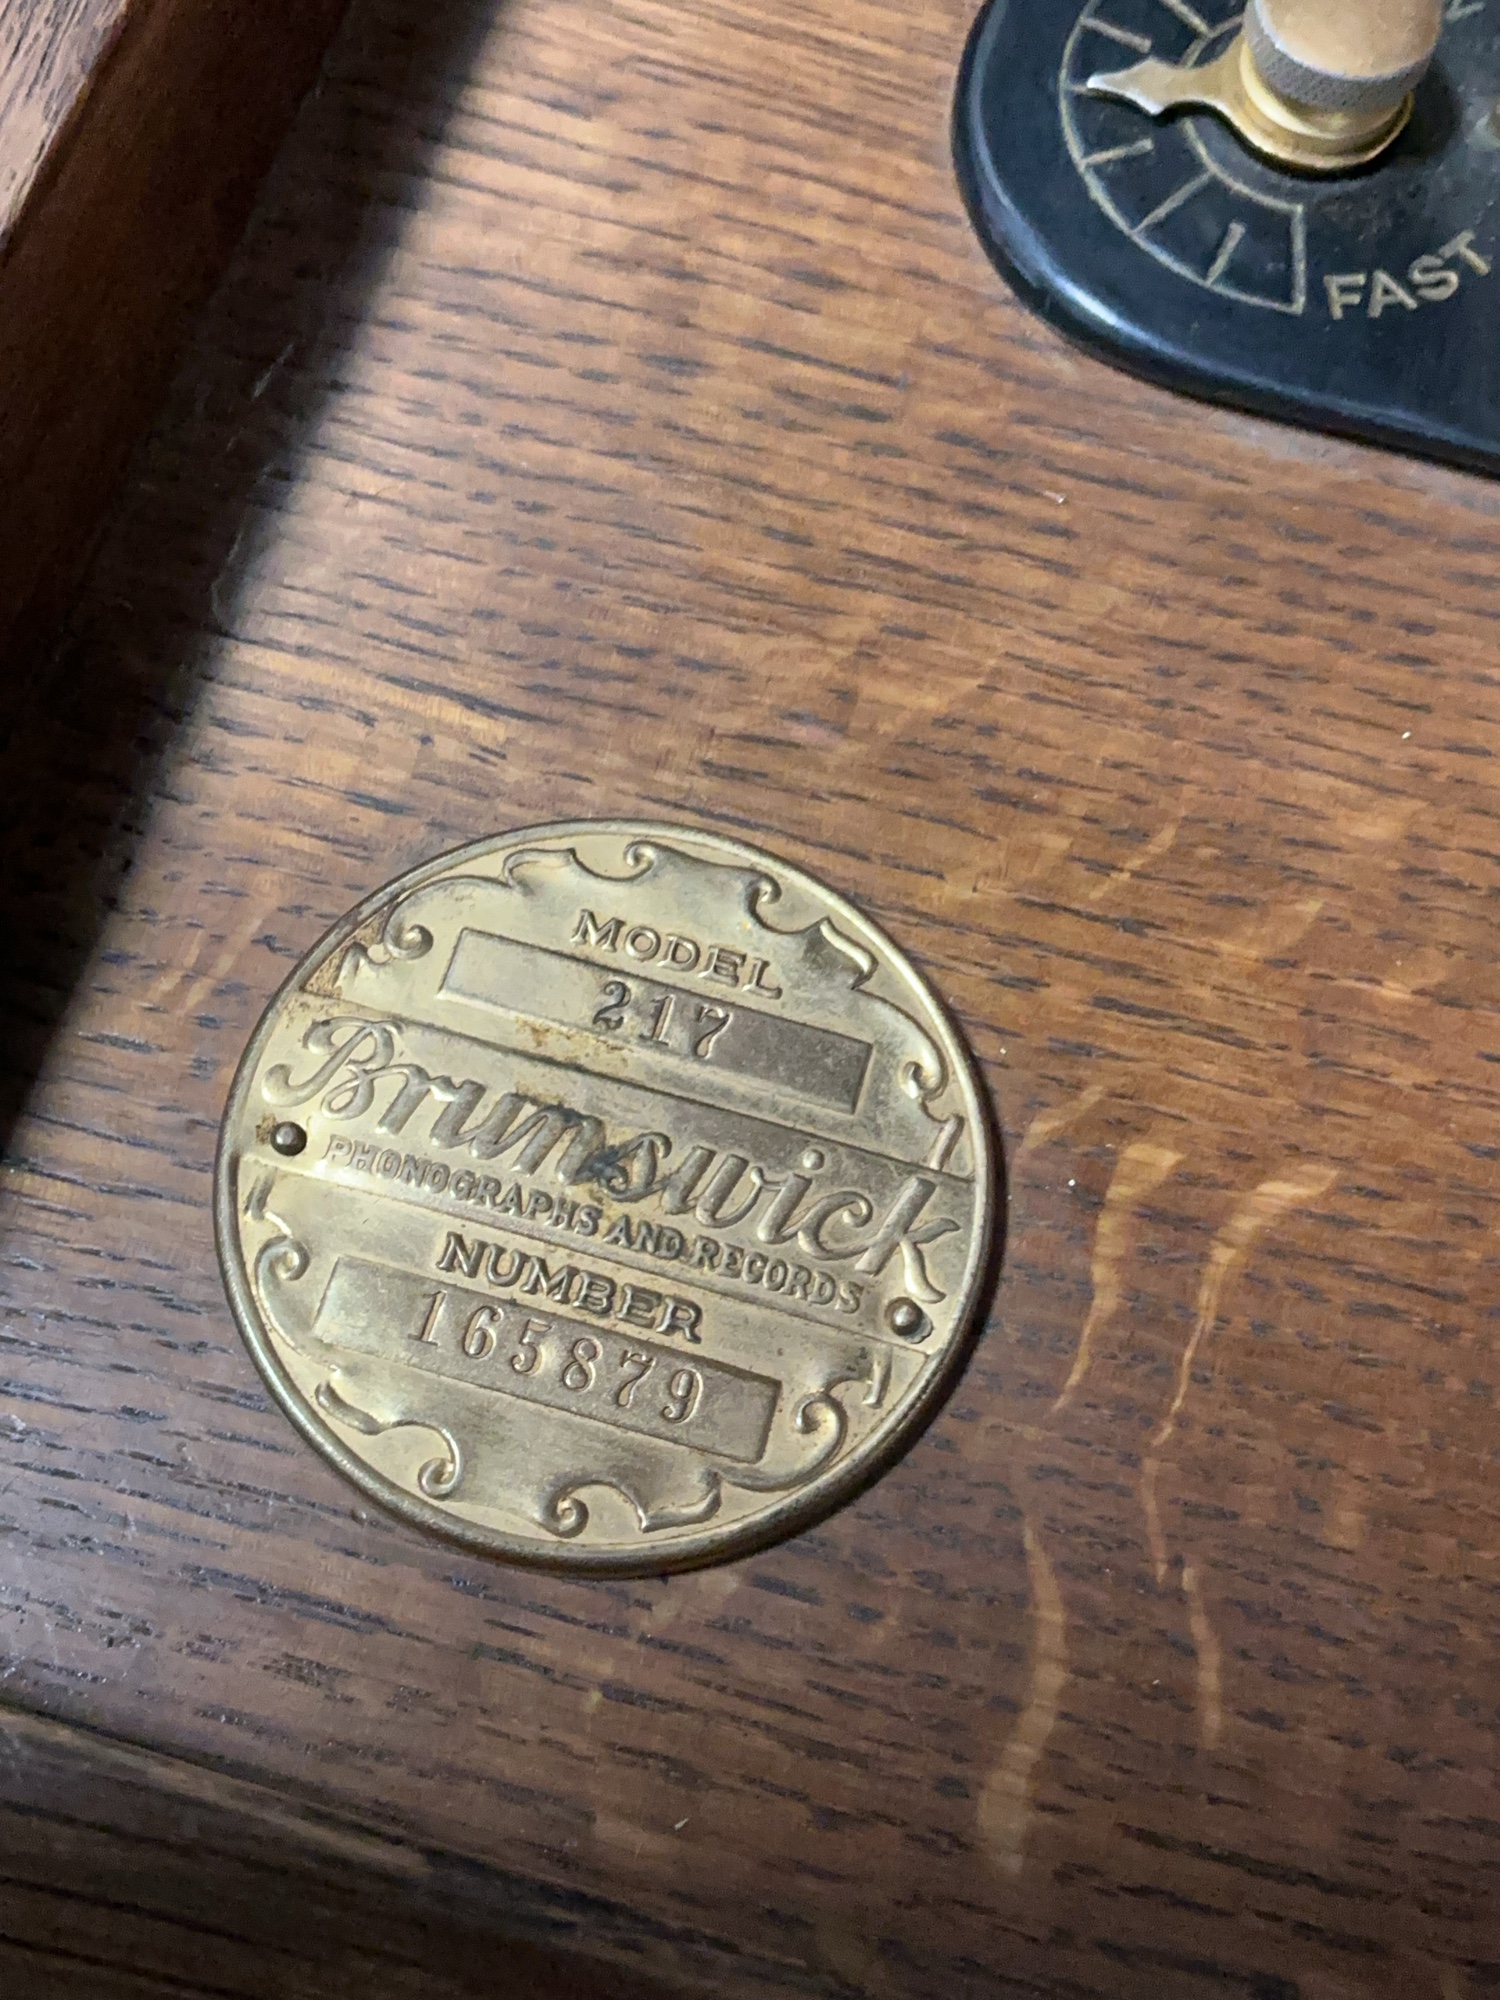 FAST
MODEL
217
Brunswick
PHONOGRAPHS AND RECORDS
NUMBER
165879